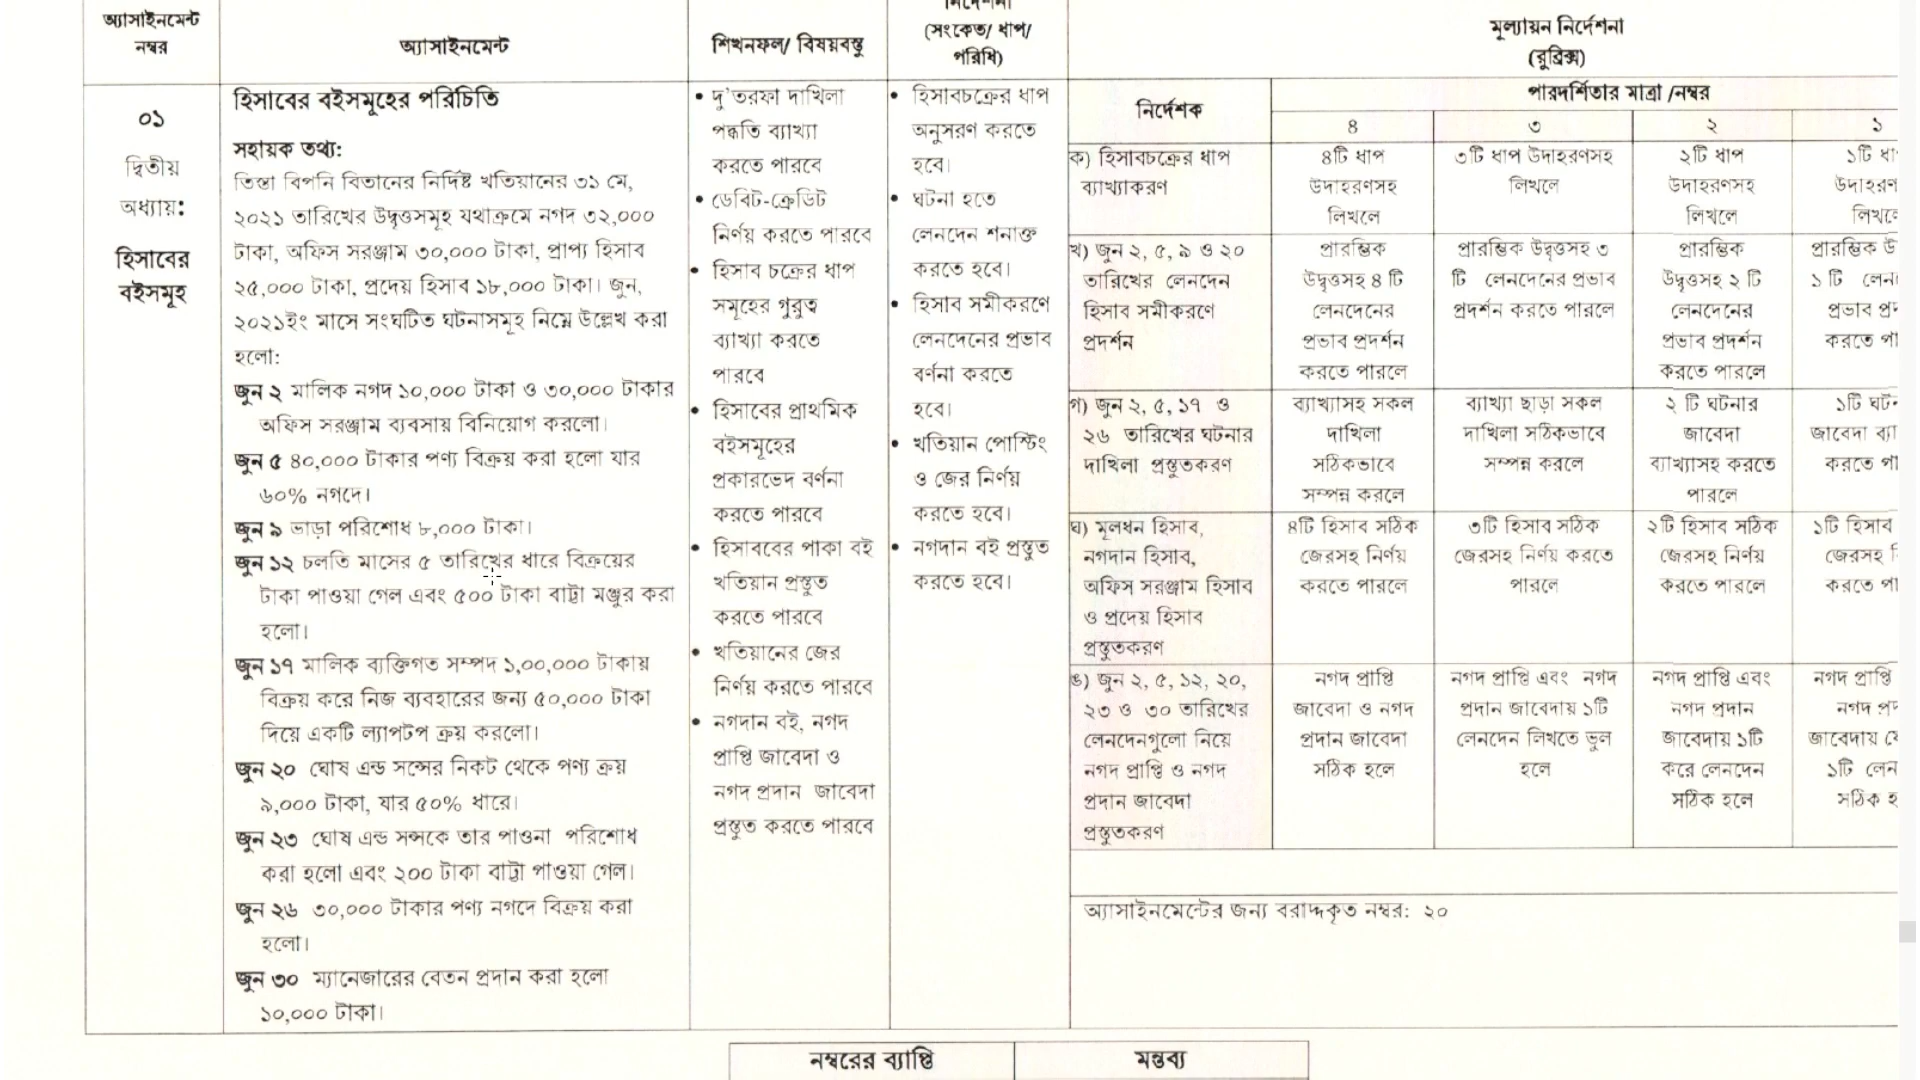 অ্যাসাইনমেন্ট
নম্বর
অ্যাসাইনমেন্ট
শিখনফল/ বিষয়বস্তু
নির্দেশনা
(সংকেত/ ধাপ/
পরিধি)
মূল্যায়ন নির্দেশনা
(রুব্রিক্স)
০১
দ্বিতীয়
অধ্যায়:
হিসাবের
বইসমূহ
হিসাবের বইসমূহের পরিচিতি
সহায়ক তথ্য:
তিস্তা বিপনি বিতানের নির্দিষ্ট খতিয়ানের ৩১ মে,
২০২১ তারিখের উদ্বৃত্তসমূহ যথাক্রমে নগদ ৩২,০০০
টাকা, অফিস সরঞ্জাম ৩০,০০০ টাকা, প্রাপ্য হিসাব
২৫,০০০ টাকা, প্রদেয় হিসাব ১৮,০০০ টাকা। জুন,
২০২১ইং মাসে সংঘটিত ঘটনাসমূহ নিম্নে উল্লেখ করা
হলো:
জুন ২ মালিক নগদ ১০,০০০ টাকা ও ৩০,০০০ টাকার
অফিস সরঞ্জাম ব্যবসায় বিনিয়োগ করলো।
জুন ৫ ৪০,০০০ টাকার পণ্য বিক্রয় করা হলো যার
৬০% নগদে।
জুন ৯ ভাড়া পরিশোধ ৮,০০০ টাকা।
জুন ১২ চলতি মাসের ৫ তারিখের ধারে বিক্রয়ের
টাকা পাওয়া গেল এবং ৫০০ টাকা বাট্টা মঞ্জুর করা
হলো।
জুন ১৭ মালিক ব্যক্তিগত সম্পদ ১,০০,০০০ টাকায়
বিক্রয় করে নিজ ব্যবহারের জন্য ৫০,০০০ টাকা
দিয়ে একটি ল্যাপটপ ক্রয় করলো।
জুন ২০ ঘোষ এন্ড সন্সের নিকট থেকে পণ্য ক্রয়
৯,০০০ টাকা, যার ৫০% ধারে।
জুন ২৩ ঘোষ এন্ড সন্সকে তার পাওনা পরিশোধ
করা হলো এবং ২০০ টাকা বাট্টা পাওয়া গেল।
জুন ২৬ ৩০,০০০ টাকার পণ্য নগদে বিক্রয় করা
হলো।
জুন ৩০ ম্যানেজারের বেতন প্রদান করা হলো
১০,০০০ টাকা।
• দু'তরফা দাখিলা
পদ্ধতি ব্যাখ্যা
করতে পারবে
• ডেবিট-ক্রেডিট
নির্ণয় করতে পারবে
• হিসাব চক্রের ধাপ
সমূহের গুরুত্ব
ব্যাখ্যা করতে
পারবে
• হিসাবের প্রাথমিক
বইসমূহের
প্রকারভেদ বর্ণনা
করতে পারবে
• হিসাববের পাকা বই
খতিয়ান প্রস্তুত
করতে পারবে
• খতিয়ানের জের
নির্ণয় করতে পারবে
• নগদান বই, নগদ
প্রাপ্তি জাবেদা ও
নগদ প্রদান জাবেদা
প্রস্তুত করতে পারবে
• হিসাবচক্রের ধাপ
অনুসরণ করতে
হবে।
• ঘটনা হতে
লেনদেন শনাক্ত
করতে হবে।
• হিসাব সমীকরণে
লেনদেনের প্রভাব
বর্ণনা করতে
হবে।
• খতিয়ান পোস্টিং
ও জের নির্ণয়
করতে হবে।
• নগদান বই প্রস্তুত
করতে হবে।
নির্দেশক
পারদর্শিতার মাত্রা /নম্বর
৪ ৩ ২ ১
ক) হিসাবচক্রের ধাপ
ব্যাখ্যাকরণ
৪টি ধাপ
উদাহরণসহ
লিখলে
৩টি ধাপ উদাহরণসহ
লিখলে
২টি ধাপ
উদাহরণসহ
লিখলে
১টি ধা
উদাহরণ
লিখলে
খ) জুন ২, ৫, ৯ ও ২০
তারিখের লেনদেন
হিসাব সমীকরণে
প্রদর্শন
প্রারম্ভিক
উদ্বৃত্তসহ ৪ টি
লেনদেনের
প্রভাব প্রদর্শন
করতে পারলে
প্রারম্ভিক উদ্বৃত্তসহ ৩
টি লেনদেনের প্রভাব
প্রদর্শন করতে পারলে
প্রারম্ভিক
উদ্বৃত্তসহ ২ টি
লেনদেনের
প্রভাব প্রদর্শন
করতে পারলে
প্রারম্ভিক উ
১ টি লেন
প্রভাব প্র
করতে পা
গ) জুন ২, ৫, ১৭ ও
২৬ তারিখের ঘটনার
দাখিলা প্রস্তুতকরণ
ব্যাখ্যাসহ সকল
দাখিলা
সঠিকভাবে
সম্পন্ন করলে
ব্যাখ্যা ছাড়া সকল
দাখিলা সঠিকভাবে
সম্পন্ন করলে
২ টি ঘটনার
জাবেদা
ব্যাখ্যাসহ করতে
পারলে
১টি ঘট
জাবেদা ব্যা
করতে পা
ঘ) মূলধন হিসাব,
নগদান হিসাব,
অফিস সরঞ্জাম হিসাব
ও প্রদেয় হিসাব
প্রস্তুতকরণ
৪টি হিসাব সঠিক
জেরসহ নির্ণয়
করতে পারলে
৩টি হিসাব সঠিক
জেরসহ নির্ণয় করতে
পারলে
২টি হিসাব সঠিক
জেরসহ নির্ণয়
করতে পারলে
১টি হিসাব
জেরসহ
করতে পা
ঙ) জুন ২, ৫, ১২, ২০,
২৩ ও ৩০ তারিখের
লেনদেনগুলো নিয়ে
নগদ প্রাপ্তি ও নগদ
প্রদান জাবেদা
প্রস্তুতকরণ
নগদ প্রাপ্তি
জাবেদা ও নগদ
প্রদান জাবেদা
সঠিক হলে
নগদ প্রাপ্তি এবং নগদ
প্রদান জাবেদায় ১টি
লেনদেন লিখতে ভুল
হলে
নগদ প্রাপ্তি এবং
নগদ প্রদান
জাবেদায় ১টি
করে লেনদেন
সঠিক হলে
নগদ প্রাপ্তি
নগদ প্র
জাবেদায় যে
১টি লেন
সঠিক হ
অ্যাসাইনমেন্টের জন্য বরাদ্দকৃত নম্বর: ২০
নম্বরের ব্যাপ্তি
মন্তব্য